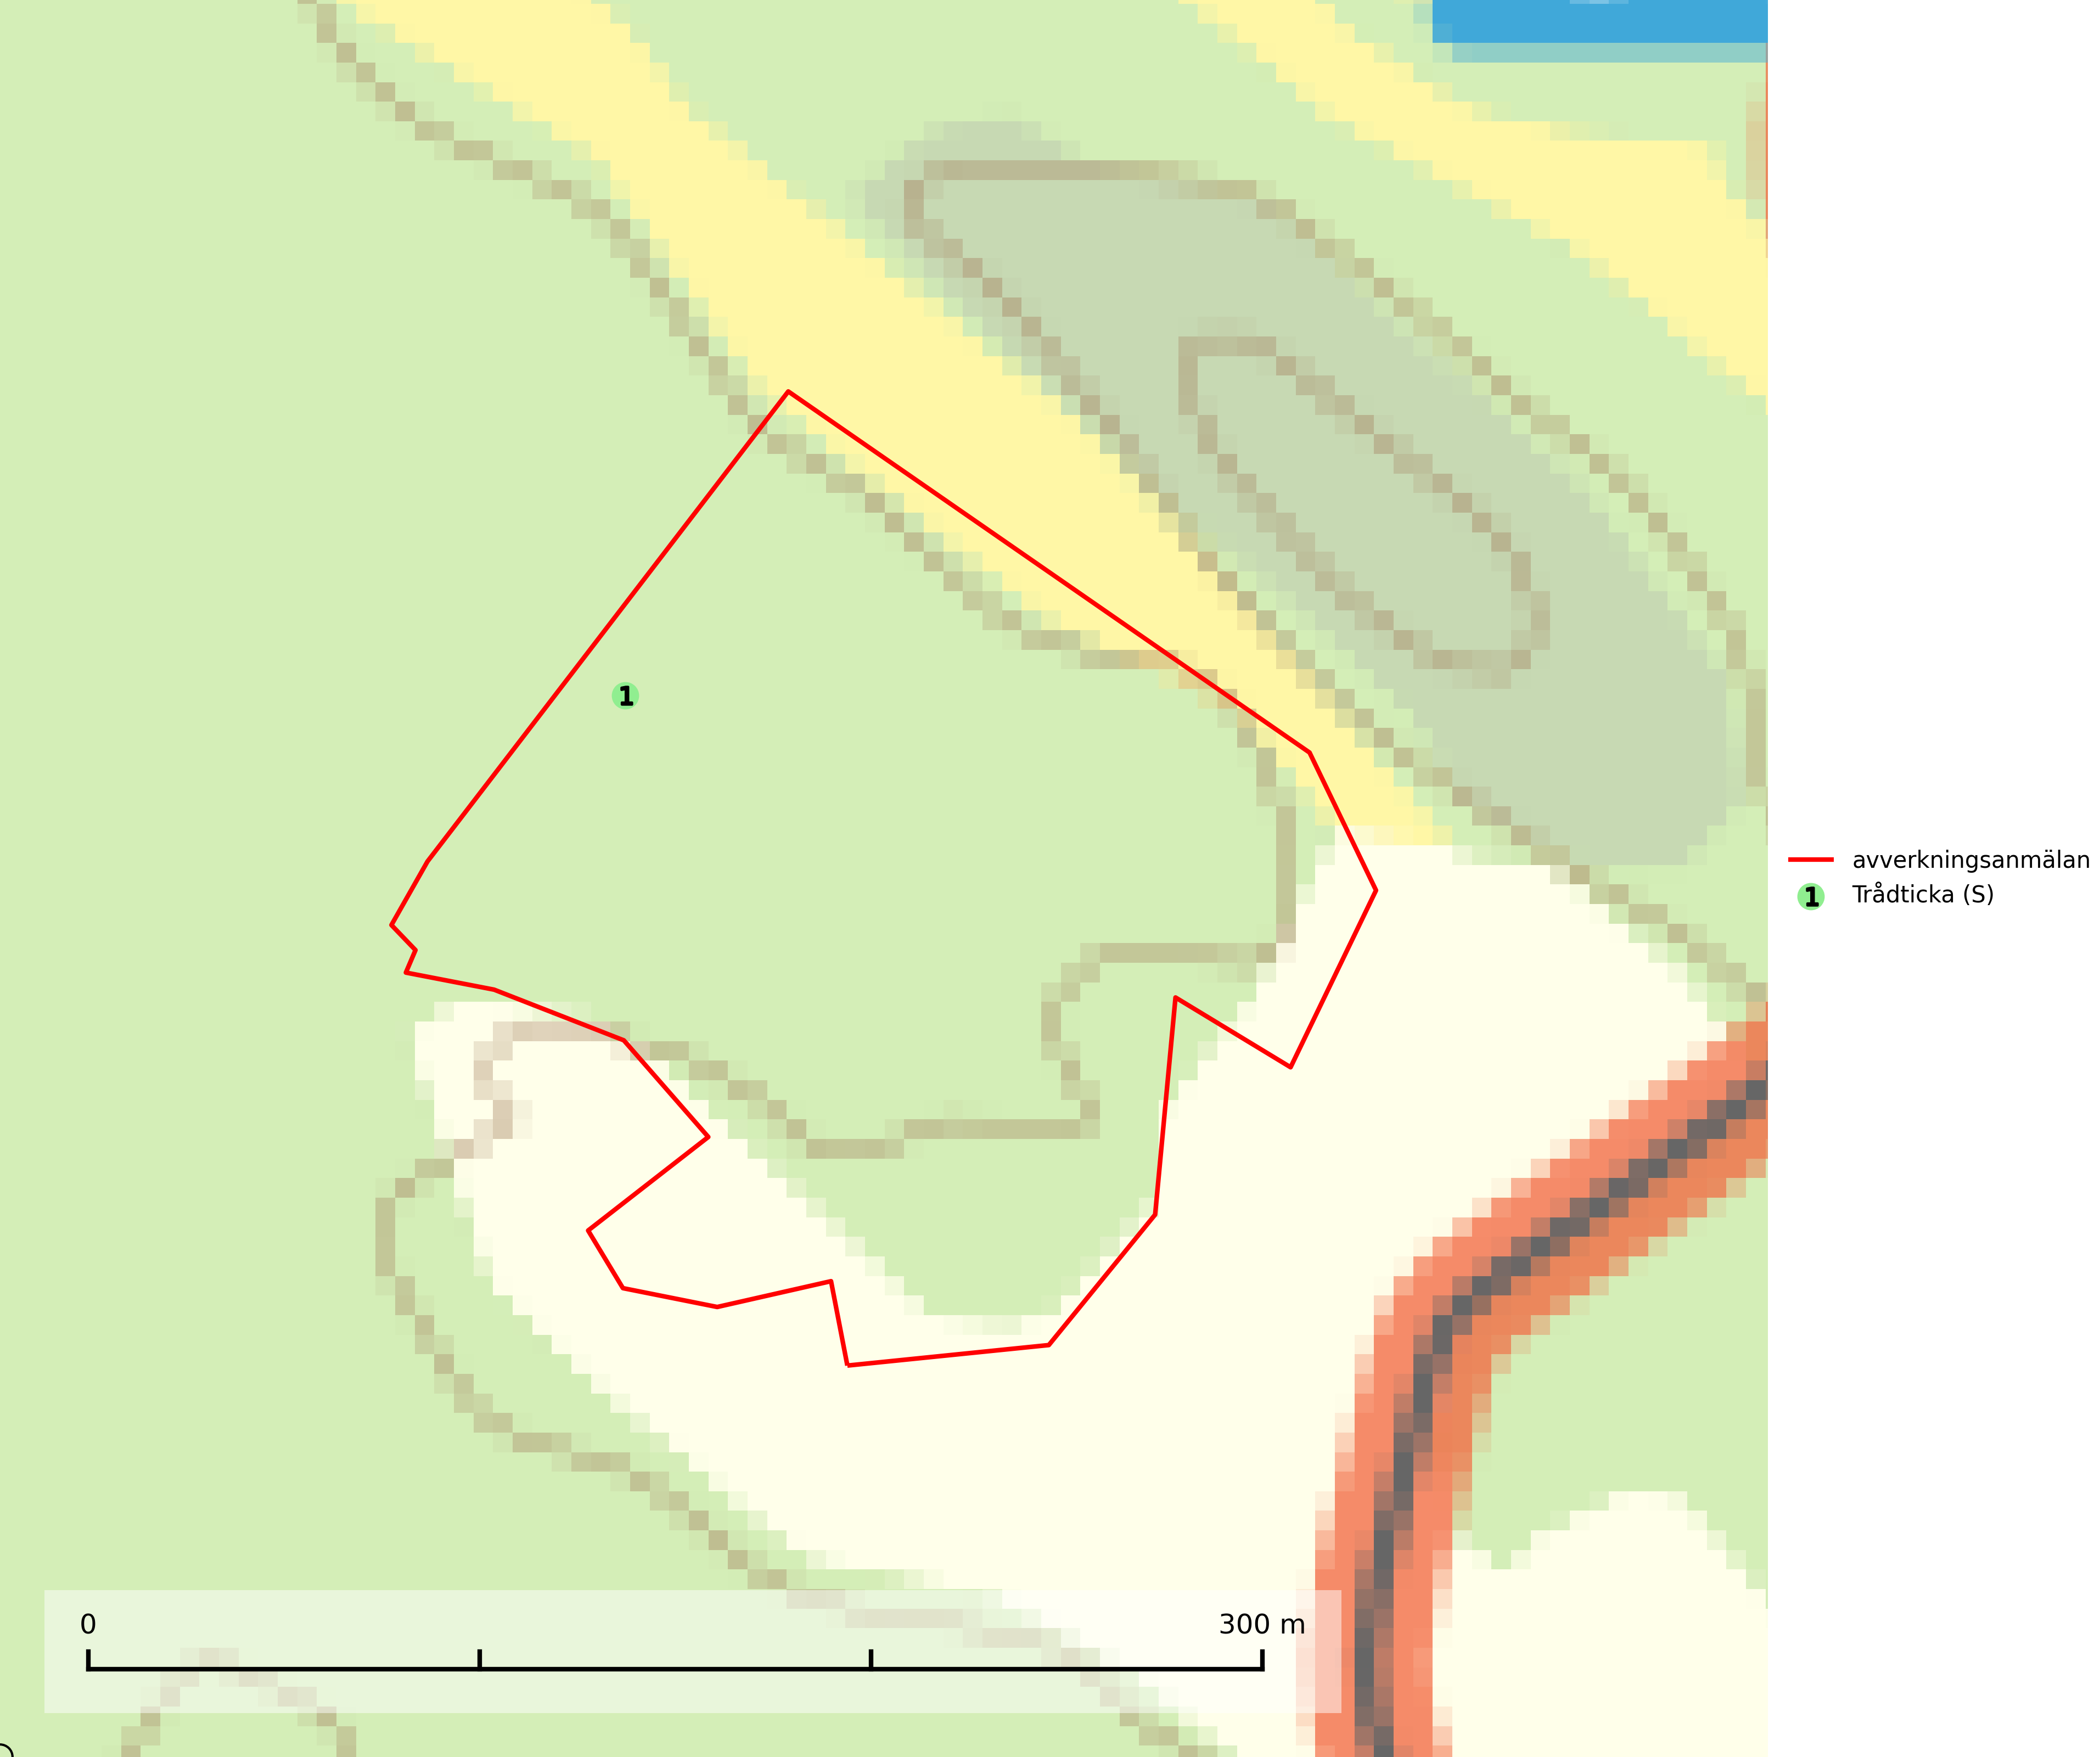 1
avverkningsanmälan
1 Trådticka (S)
0 300 m